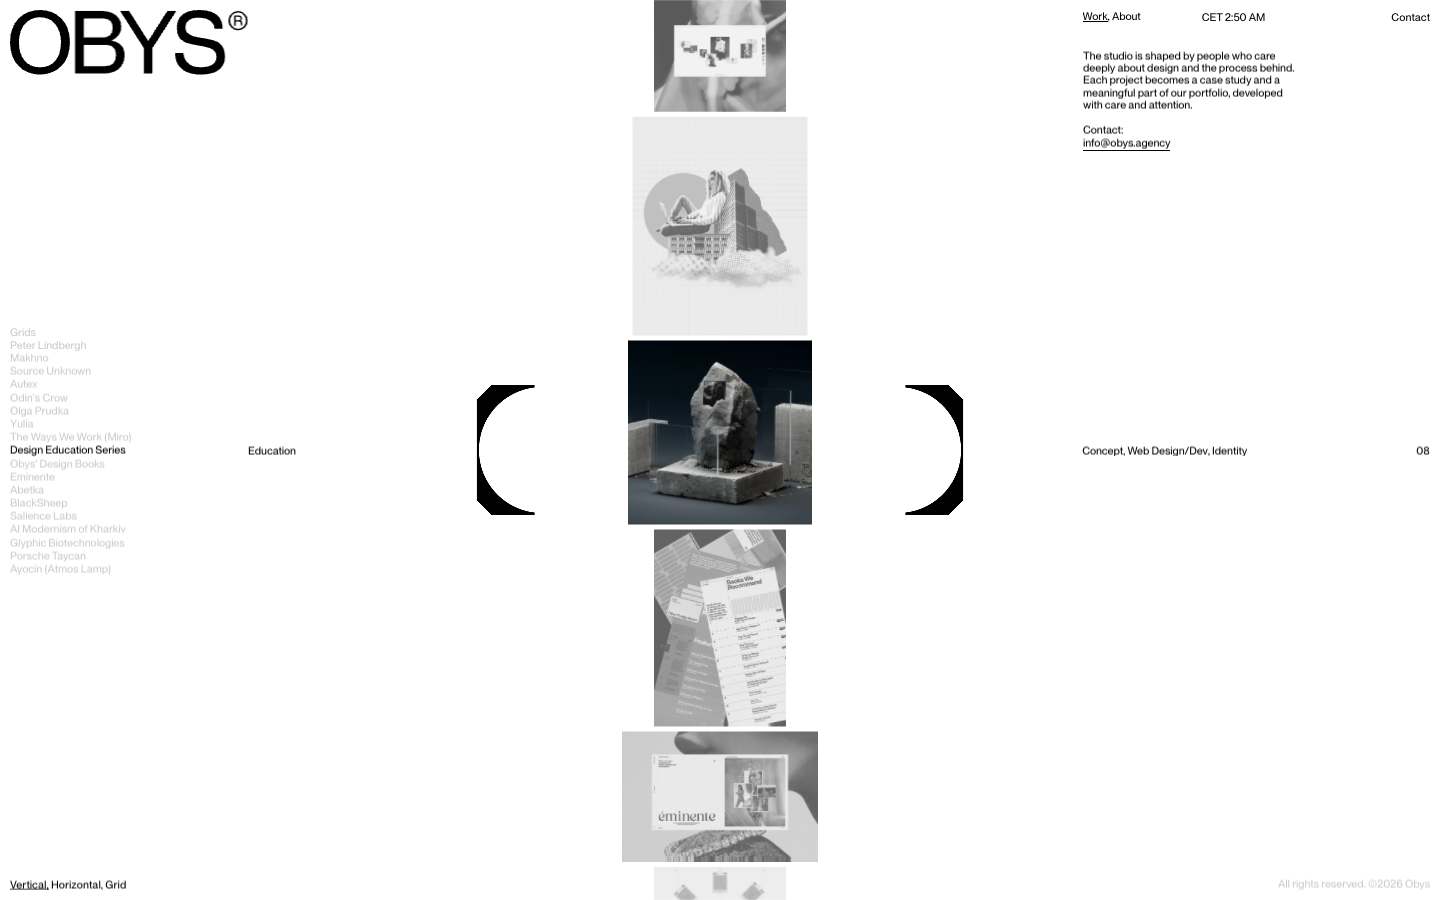 OBYS®
Work, About
CET 2:50 AM
Contact
The studio is shaped by people who care
deeply about design and the process behind.
Each project becomes a case study and a
meaningful part of our portfolio, developed
with care and attention.
Contact:
info@obys.agency
Grids
Peter Lindbergh
Makhno
Source Unknown
Autex
Odin's Crow
Olga Prudka
Yulia
The Ways We Work (Miro)
Design Education Series
Education
Concept, Web Design/Dev, Identity
08
Obys' Design Books
Eminente
Abetka
BlackSheep
Salience Labs
AI Modernism of Kharkiv
Glyphic Biotechnologies
Porsche Taycan
Ayocin (Atmos Lamp)
Books We
Recommend
éminente
Vertical, Horizontal, Grid
All rights reserved. ©2026 Obys